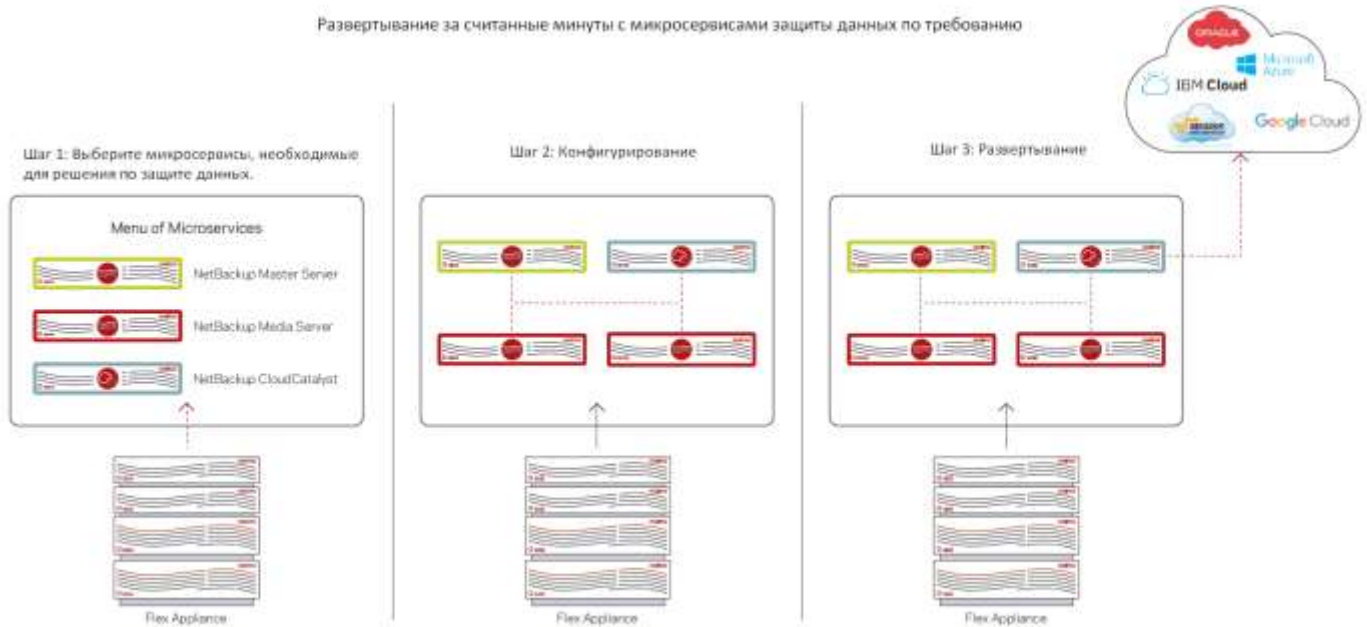 Развертывание за считанные минуты с микросервисами защиты данных по требованию
ORACLE
Microsoft
Azure
IBM Cloud
amazon
Google Cloud
Шаг 1: Выберите микросервисы, необходимые
для решения по защите данных.
Menu of Microservices
NetBackup Master Server
NetBackup Media Server
NetBackup CloudCatalyst
Flex Appliance
Шаг 2: Конфигурирование
Flex Appliance
Шаг 3: Развертывание
Flex Appliance